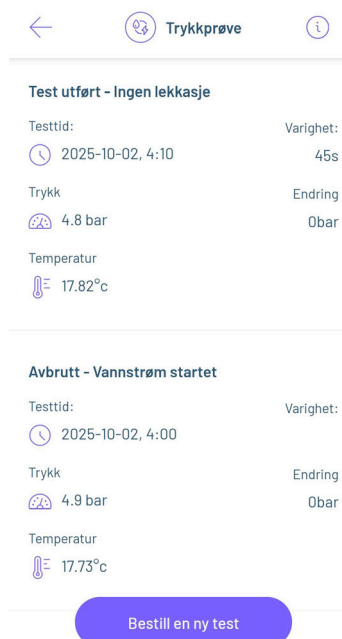 Trykkprøve
Test utført - Ingen lekkasje
Testtid:
Varighet:
2025-10-02, 4:10
45s
Trykk
Endring
4.8 bar
0bar
Temperatur
17.82°c
Avbrutt - Vannstrøm startet
Testtid:
Varighet:
2025-10-02, 4:00
Trykk
Endring
4.9 bar
0bar
Temperatur
17.73°c
Bestill en ny test